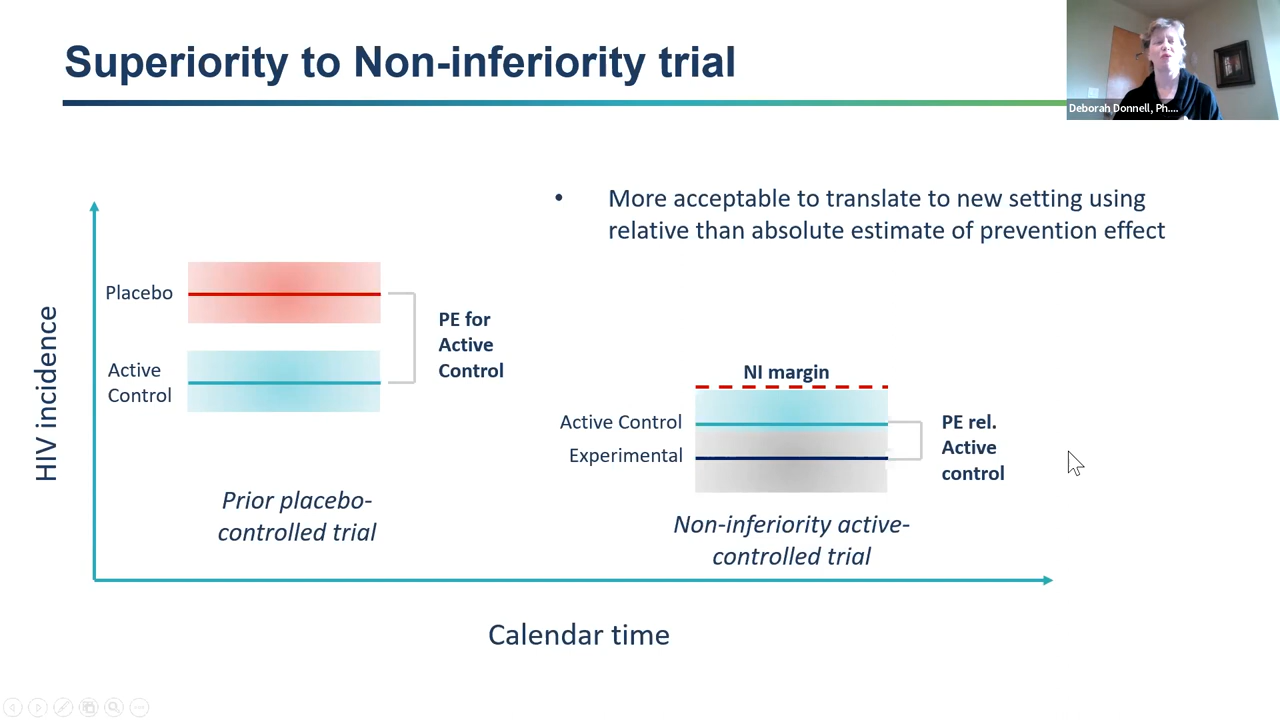 Superiority to Non-inferiority trial
Deborah Donnell, Ph....
• More acceptable to translate to new setting using
relative than absolute estimate of prevention effect
HIV incidence
Placebo
Active
Control
PE for
Active
Control
Prior placebo-
controlled trial
NI margin
Active Control
Experimental
PE rel.
Active
control
Non-inferiority active-
controlled trial
Calendar time